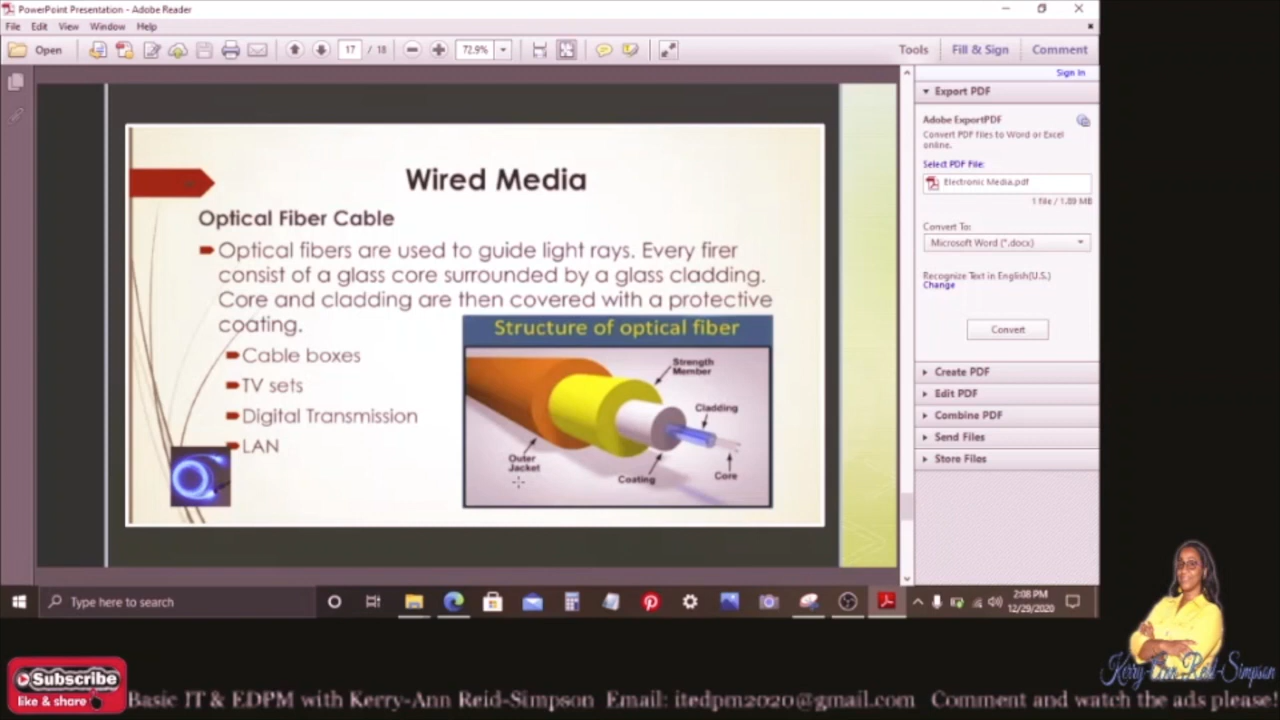 PowerPoint Presentation - Adobe Reader
File Edit View Window Help
Open 17 / 18 72.9% Tools Fill & Sign Comment
Sign In
Export PDF
Adobe ExportPDF
Convert PDF files to Word or Excel
online.
Select PDF File:
Electronic Media.pdf
1 file / 1.89 MB
Convert To:
Microsoft Word (*.docx)
Recognize Text in English(U.S.)
Change
Convert
Create PDF
Edit PDF
Combine PDF
Send Files
Store Files
Wired Media
Optical Fiber Cable
Optical fibers are used to guide light rays. Every firer
consist of a glass core surrounded by a glass cladding.
Core and cladding are then covered with a protective
coating.
Cable boxes
TV sets
Digital Transmission
LAN
Structure of optical fiber
Strength
Member
Cladding
Outer
Jacket
Coating
Core
Type here to search
2:08 PM
12/29/2020
Kerry-Ann Reid-Simpson
Subscribe
like & share
Basic IT & EDPM with Kerry-Ann Reid-Simpson Email: itedpm2020@gmail.com Comment and watch the ads please!